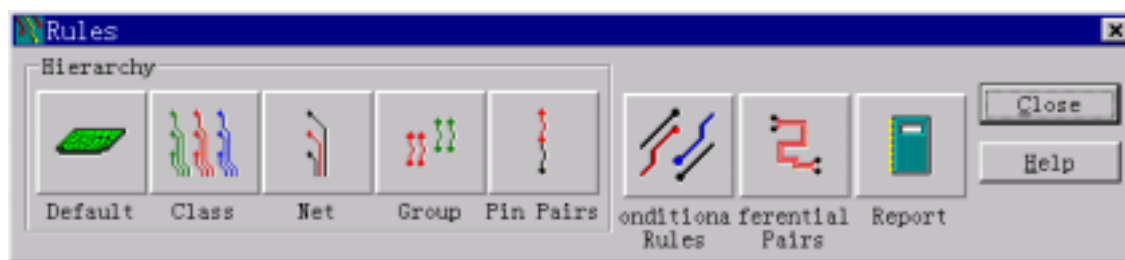 Rules
Hierarchy
Close
Help
Default Class Net Group Pin Pairs onditiona ferential Report
Rules Pairs